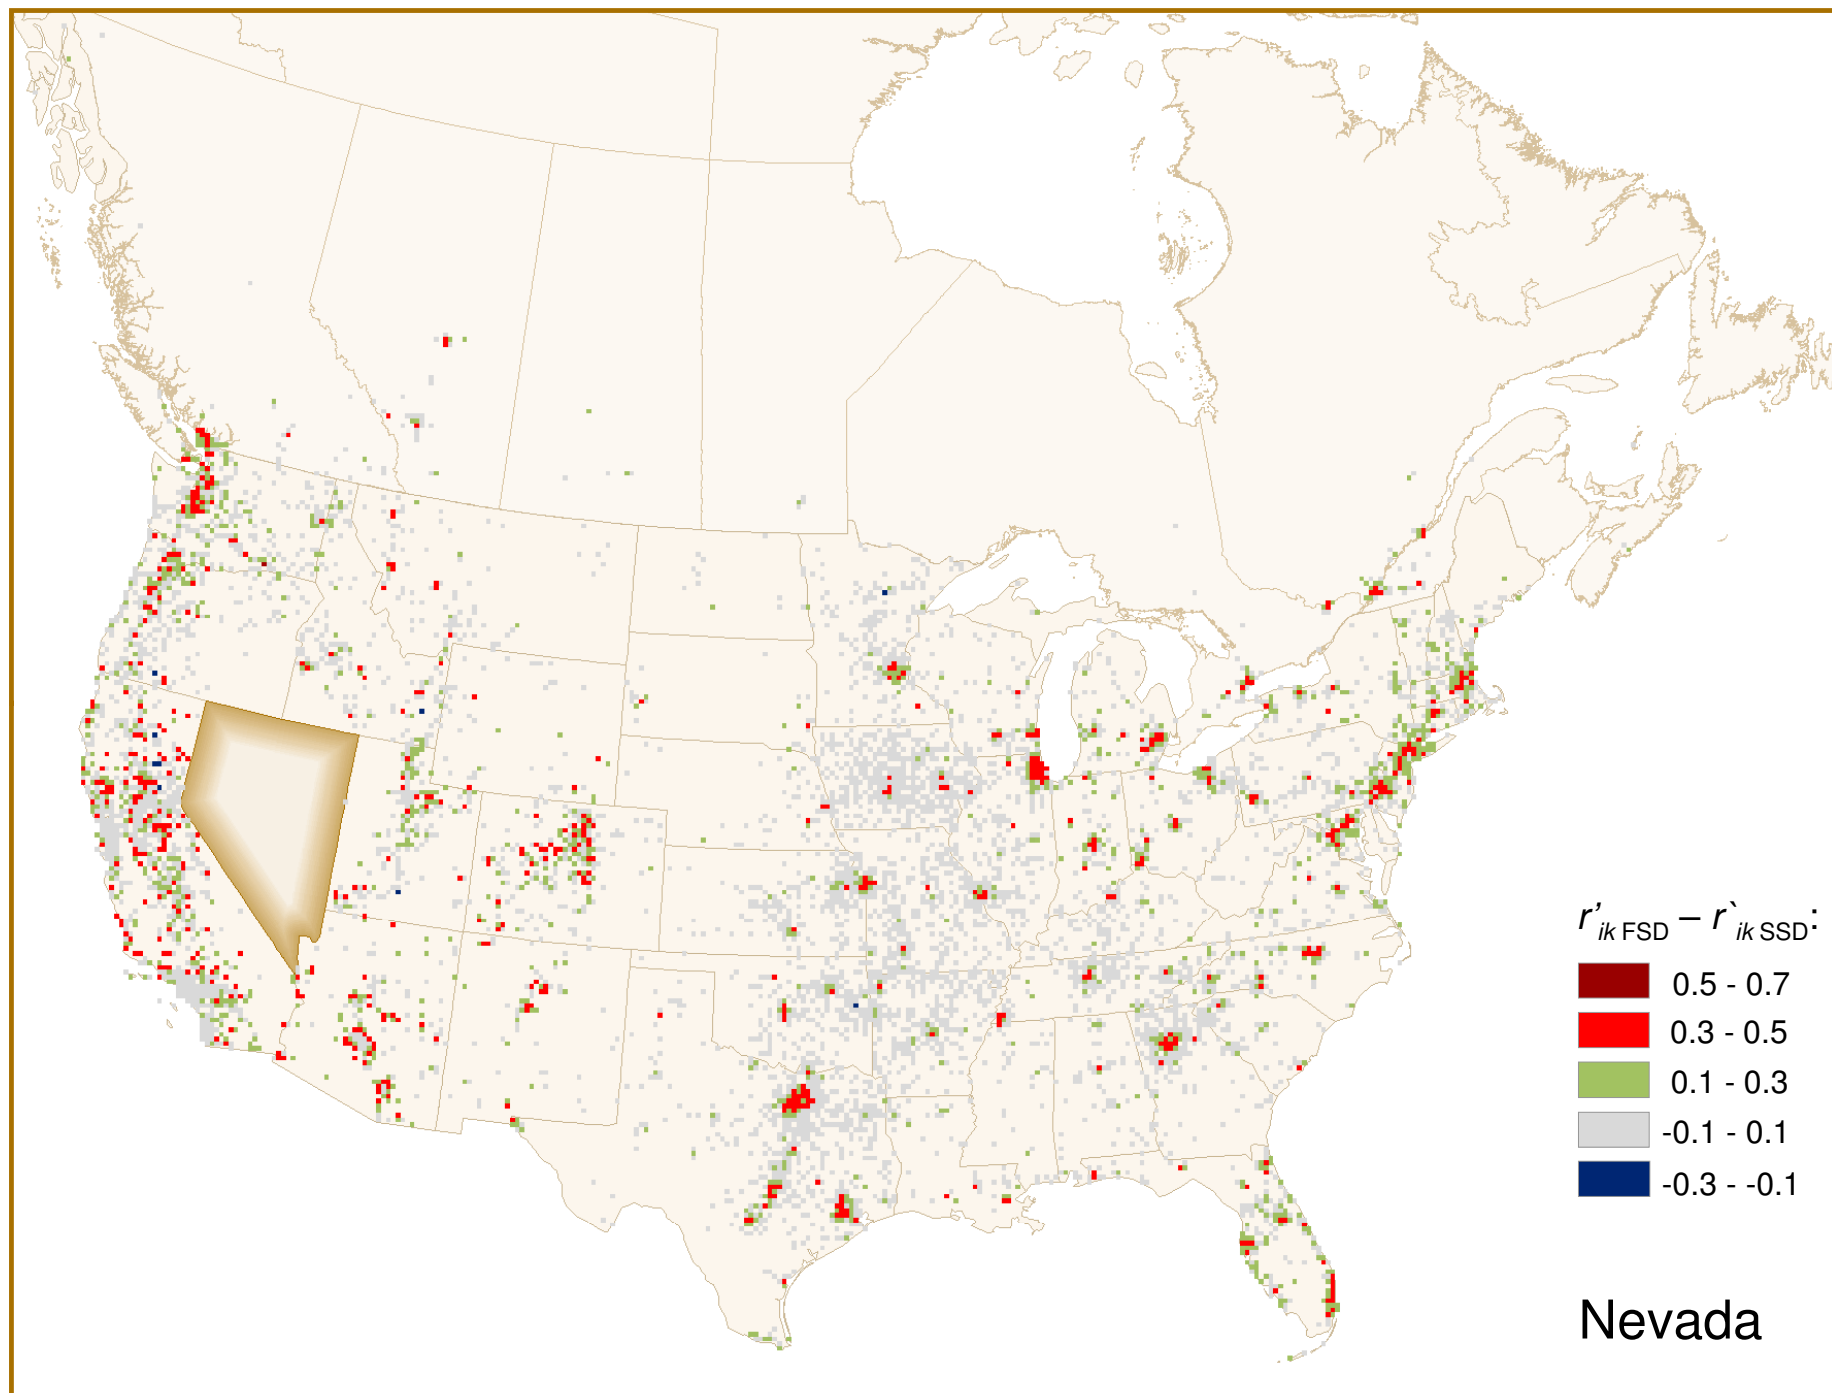 r’ik FSD – r`ik SSD:
0.5 - 0.7
0.3 - 0.5
0.1 - 0.3
-0.1 - 0.1
-0.3 - -0.1
Nevada